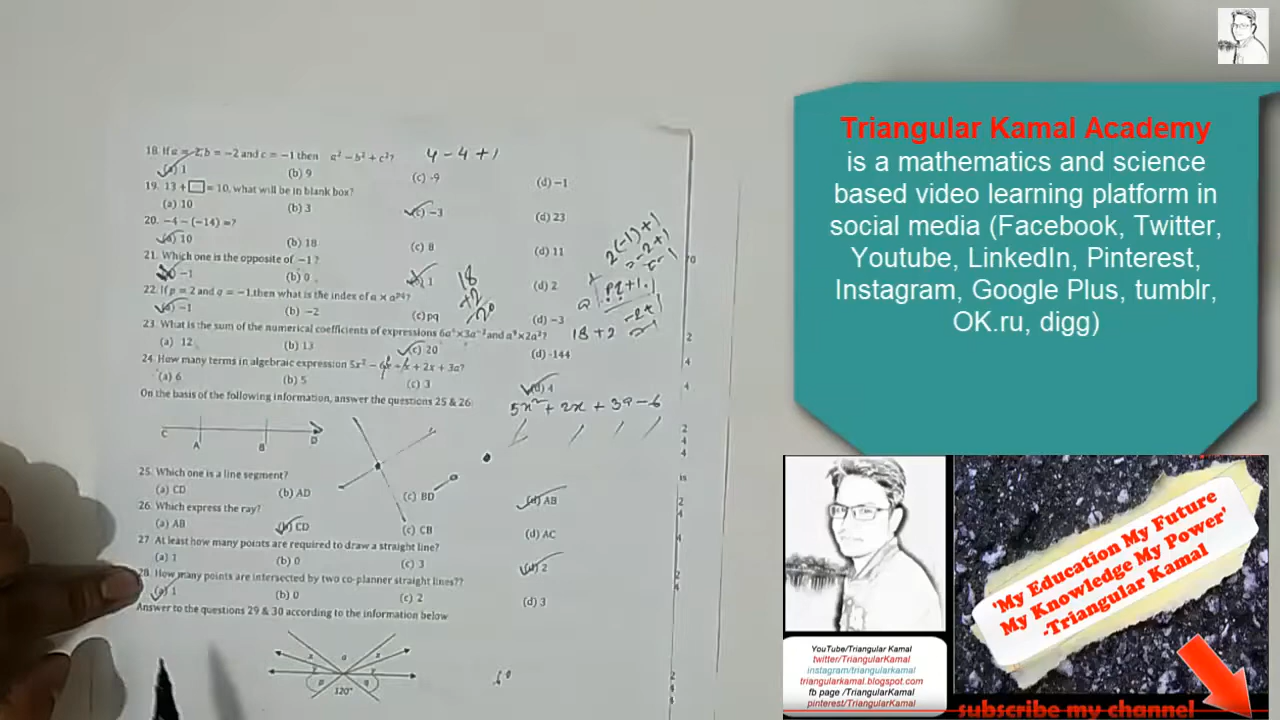 18. If a = -2, b = -2 and c = -1 then a² - b² + c²? 4 - 4 + 1
(a) 1 (b) 9 (c) -9 (d) -1
19. 13 + □ = 10, what will be in blank box?
(a) 10 (b) 3 (c) -3 (d) 23
20. -4 - (-14) = ?
(a) 10 (b) 18 (c) 8 (d) 11
21. Which one is the opposite of -1?
(a) -1 (b) 0 (c) 1 (d) 2
22. If p = 2 and q = -1. then what is the index of
(a) -1 (b) -2 (c) pq (d) -3
23. What is the sum of the numerical coefficients of expressions 18 + 2
(a) 12 (b) 13 (c) 20 (d) -144
24. How many terms in algebraic expression
(a) 6 (b) 5 (c) 3 (d) 4
On the basis of the following information, answer the questions 25 & 26
5x² + 2x + 3a - 6
C A B D
25. Which one is a line segment?
(a) CD (b) AD (c) BD (d) AB
26. Which express the ray?
(a) AB (b) CD (c) CB (d) AC
27. At least how many points are required to draw a straight line?
(a) 1 (b) 0 (c) 3 (d) 2
28. How many points are intersected by two co-planner straight lines??
(a) 1 (b) 0 (c) 2 (d) 3
Answer to the questions 29 & 30 according to the information below
120°
Triangular Kamal Academy
is a mathematics and science
based video learning platform in
social media (Facebook, Twitter,
Youtube, LinkedIn, Pinterest,
Instagram, Google Plus, tumblr,
OK.ru, digg)
'My Education My Future
My Knowledge My Power'
-Triangular Kamal
YouTube/Triangular Kamal
twitter/TriangularKamal
instagram/triangularkamal
triangularkamal.blogspot.com
fb page /TriangularKamal
pinterest/TriangularKamal
subscribe my channel